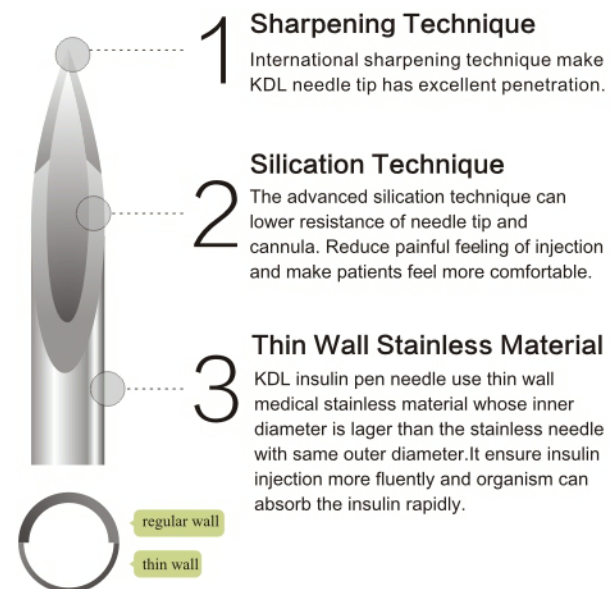 1
Sharpening Technique
International sharpening technique make
KDL needle tip has excellent penetration.
2
Silication Technique
The advanced silication technique can
lower resistance of needle tip and
cannula. Reduce painful feeling of injection
and make patients feel more comfortable.
3
Thin Wall Stainless Material
KDL insulin pen needle use thin wall
medical stainless material whose inner
diameter is lager than the stainless needle
with same outer diameter.It ensure insulin
injection more fluently and organism can
absorb the insulin rapidly.
regular wall
thin wall